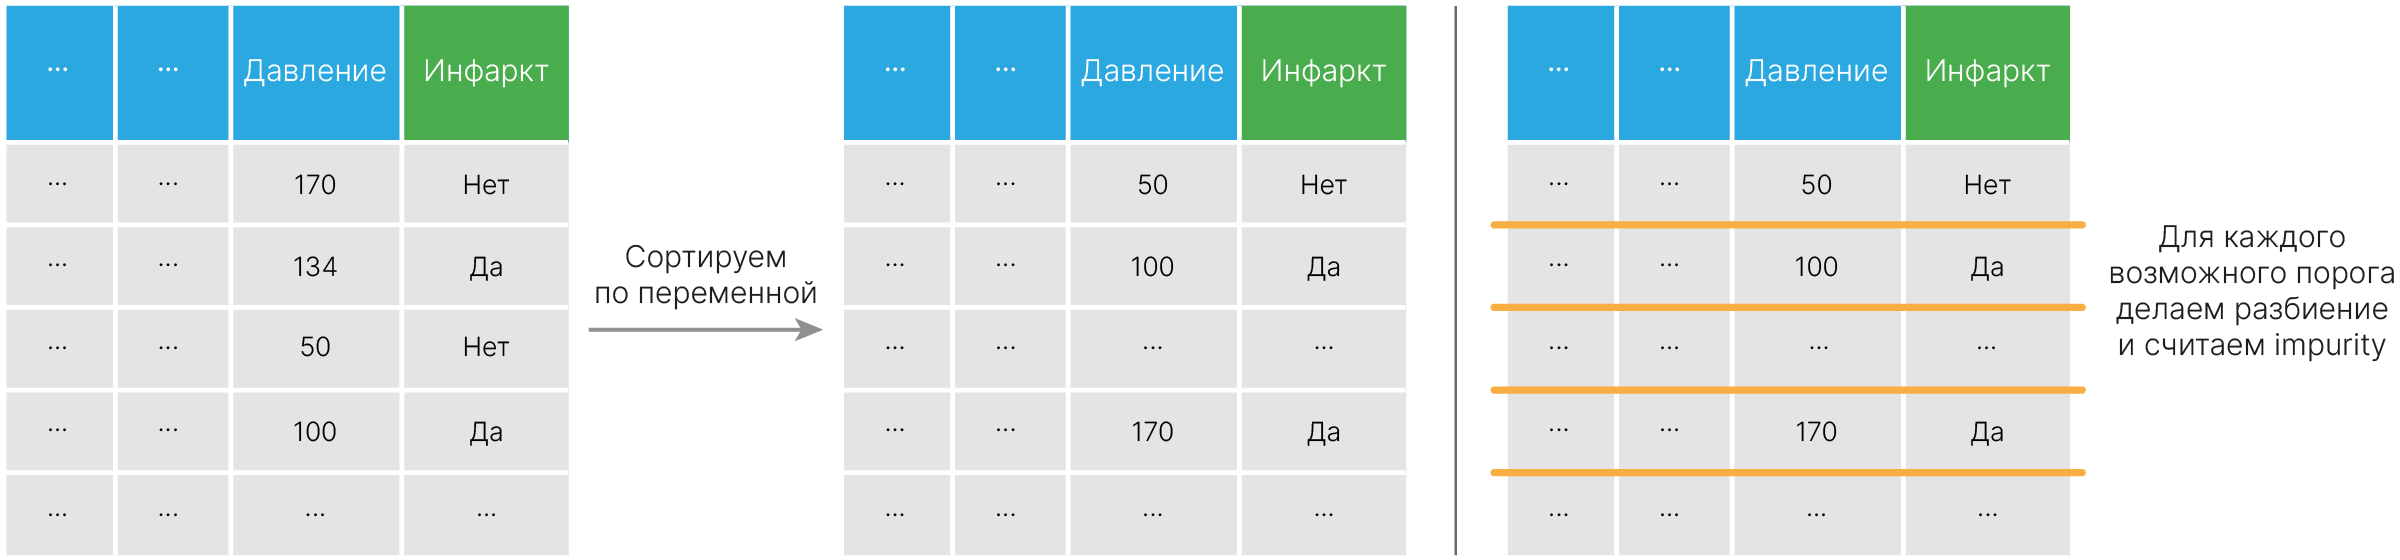 ... ... Давление Инфаркт
... ... 170 Нет
... ... 134 Да
... ... 50 Нет
... ... 100 Да
... ... ... ...
Сортируем
по переменной
... ... Давление Инфаркт
... ... 50 Нет
... ... 100 Да
... ... ... ...
... ... 170 Да
... ... ... ...
... ... Давление Инфаркт
... ... 50 Нет
... ... 100 Да
... ... ... ...
... ... 170 Да
... ... ... ...
Для каждого
возможного порога
делаем разбиение
и считаем impurity